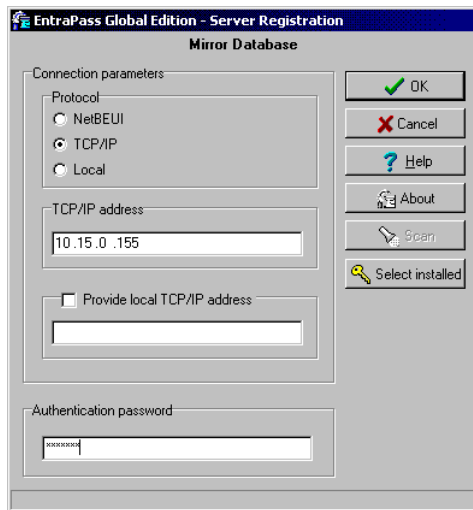 EntraPass Global Edition - Server Registration
Mirror Database
Connection parameters
Protocol
NetBEUI
TCP/IP
Local
TCP/IP address
10 .15 .0 .155
Provide local TCP/IP address
Authentication password
*******
OK
Cancel
Help
About
Scan
Select installed